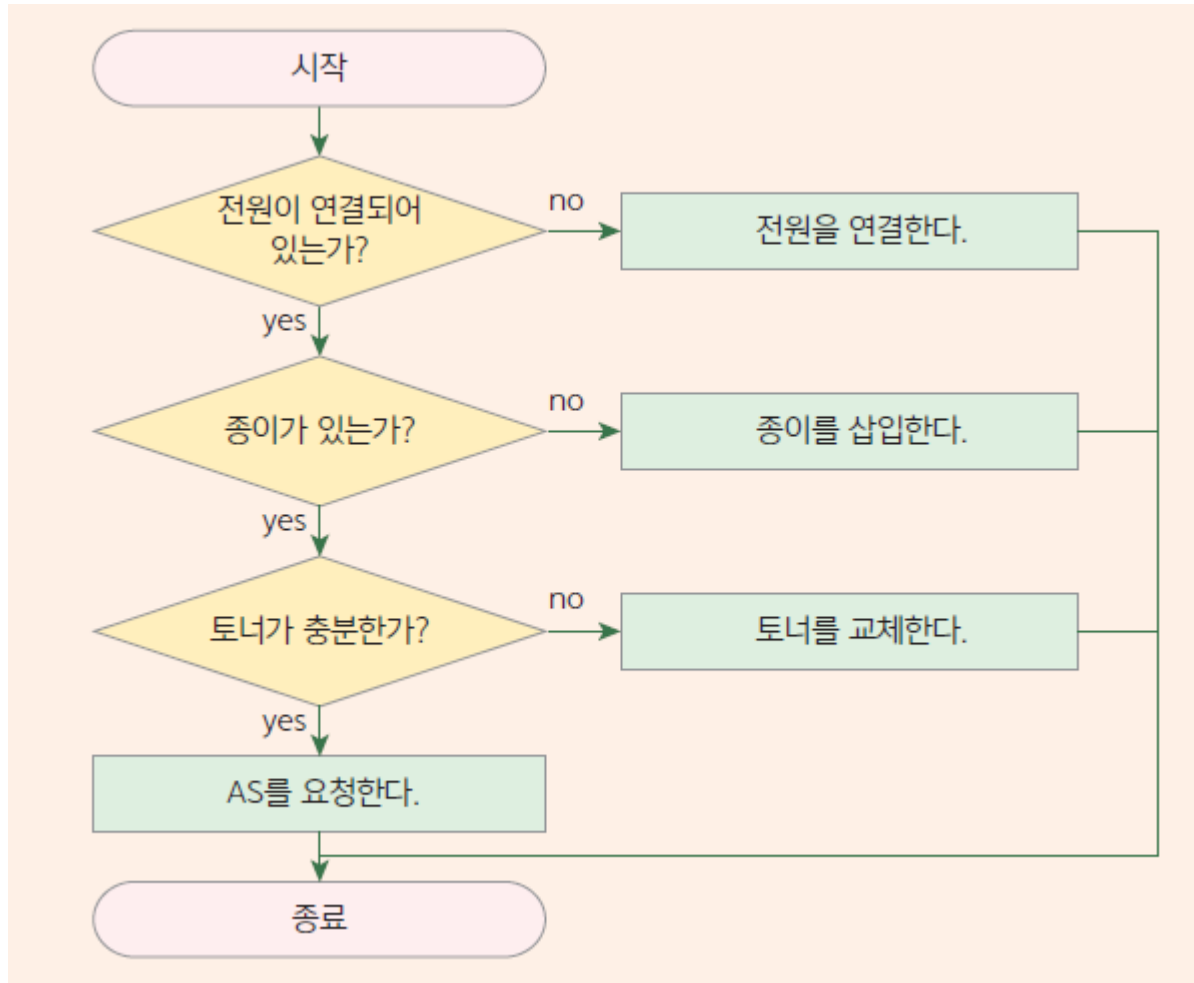 시작
전원이 연결되어
있는가?
no
전원을 연결한다.
yes
종이가 있는가?
no
종이를 삽입한다.
yes
토너가 충분한가?
no
토너를 교체한다.
yes
AS를 요청한다.
종료